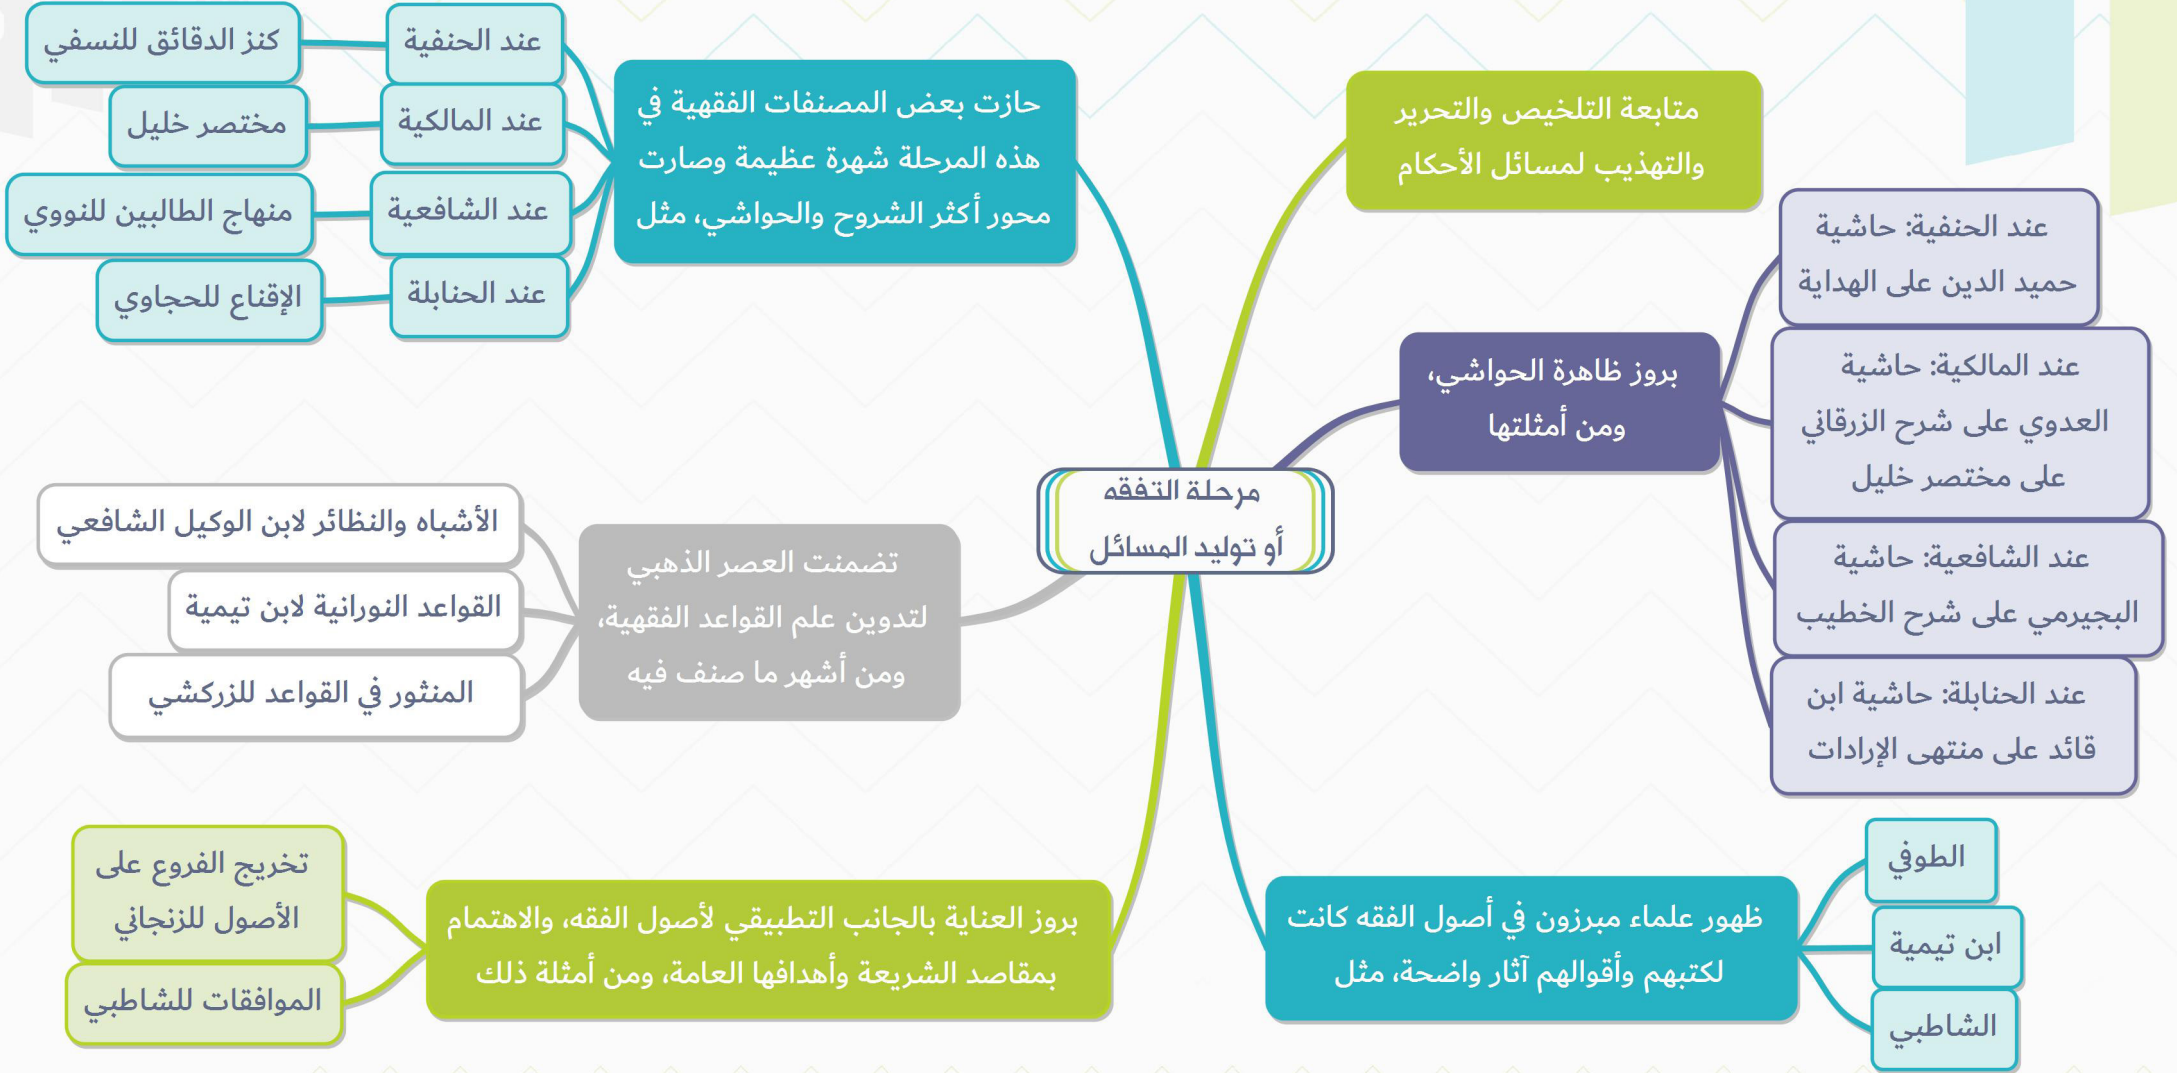 مرحلة التفقه
أو توليد المسائل
متابعة التلخيص والتحرير
والتهذيب لمسائل الأحكام
بروز ظاهرة الحواشي،
ومن أمثلتها
عند الحنفية: حاشية
حميد الدين على الهداية
عند المالكية: حاشية
العدوي على شرح الزرقاني
على مختصر خليل
عند الشافعية: حاشية
البجيرمي على شرح الخطيب
عند الحنابلة: حاشية ابن
قائد على منتهى الإرادات
ظهور علماء مبرزون في أصول الفقه كانت
لكتبهم وأقوالهم آثار واضحة، مثل
الطوفي
ابن تيمية
الشاطبي
حازت بعض المصنفات الفقهية في
هذه المرحلة شهرة عظيمة وصارت
محور أكثر الشروح والحواشي، مثل
عند الحنفية
كنز الدقائق للنسفي
عند المالكية
مختصر خليل
عند الشافعية
منهاج الطالبين للنووي
عند الحنابلة
الإقناع للحجاوي
تضمنت العصر الذهبي
لتدوين علم القواعد الفقهية،
ومن أشهر ما صنف فيه
الأشباه والنظائر لابن الوكيل الشافعي
القواعد النورانية لابن تيمية
المنثور في القواعد للزركشي
بروز العناية بالجانب التطبيقي لأصول الفقه، والاهتمام
بمقاصد الشريعة وأهدافها العامة، ومن أمثلة ذلك
تخريج الفروع على
الأصول للزنجاني
الموافقات للشاطبي